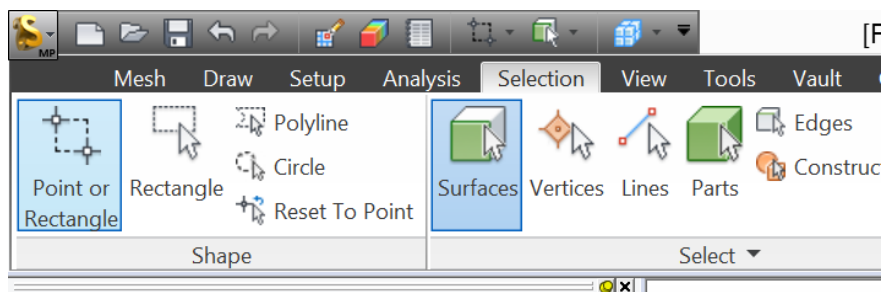 MP
[F
Mesh Draw Setup Analysis Selection View Tools Vault
Point or
Rectangle
Rectangle
Polyline
Circle
Reset To Point
Surfaces
Vertices
Lines
Parts
Edges
Construc
Shape
Select